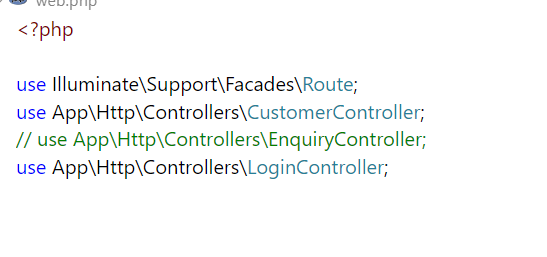 web.php
<?php
use Illuminate\Support\Facades\Route;
use App\Http\Controllers\CustomerController;
// use App\Http\Controllers\EnquiryController;
use App\Http\Controllers\LoginController;